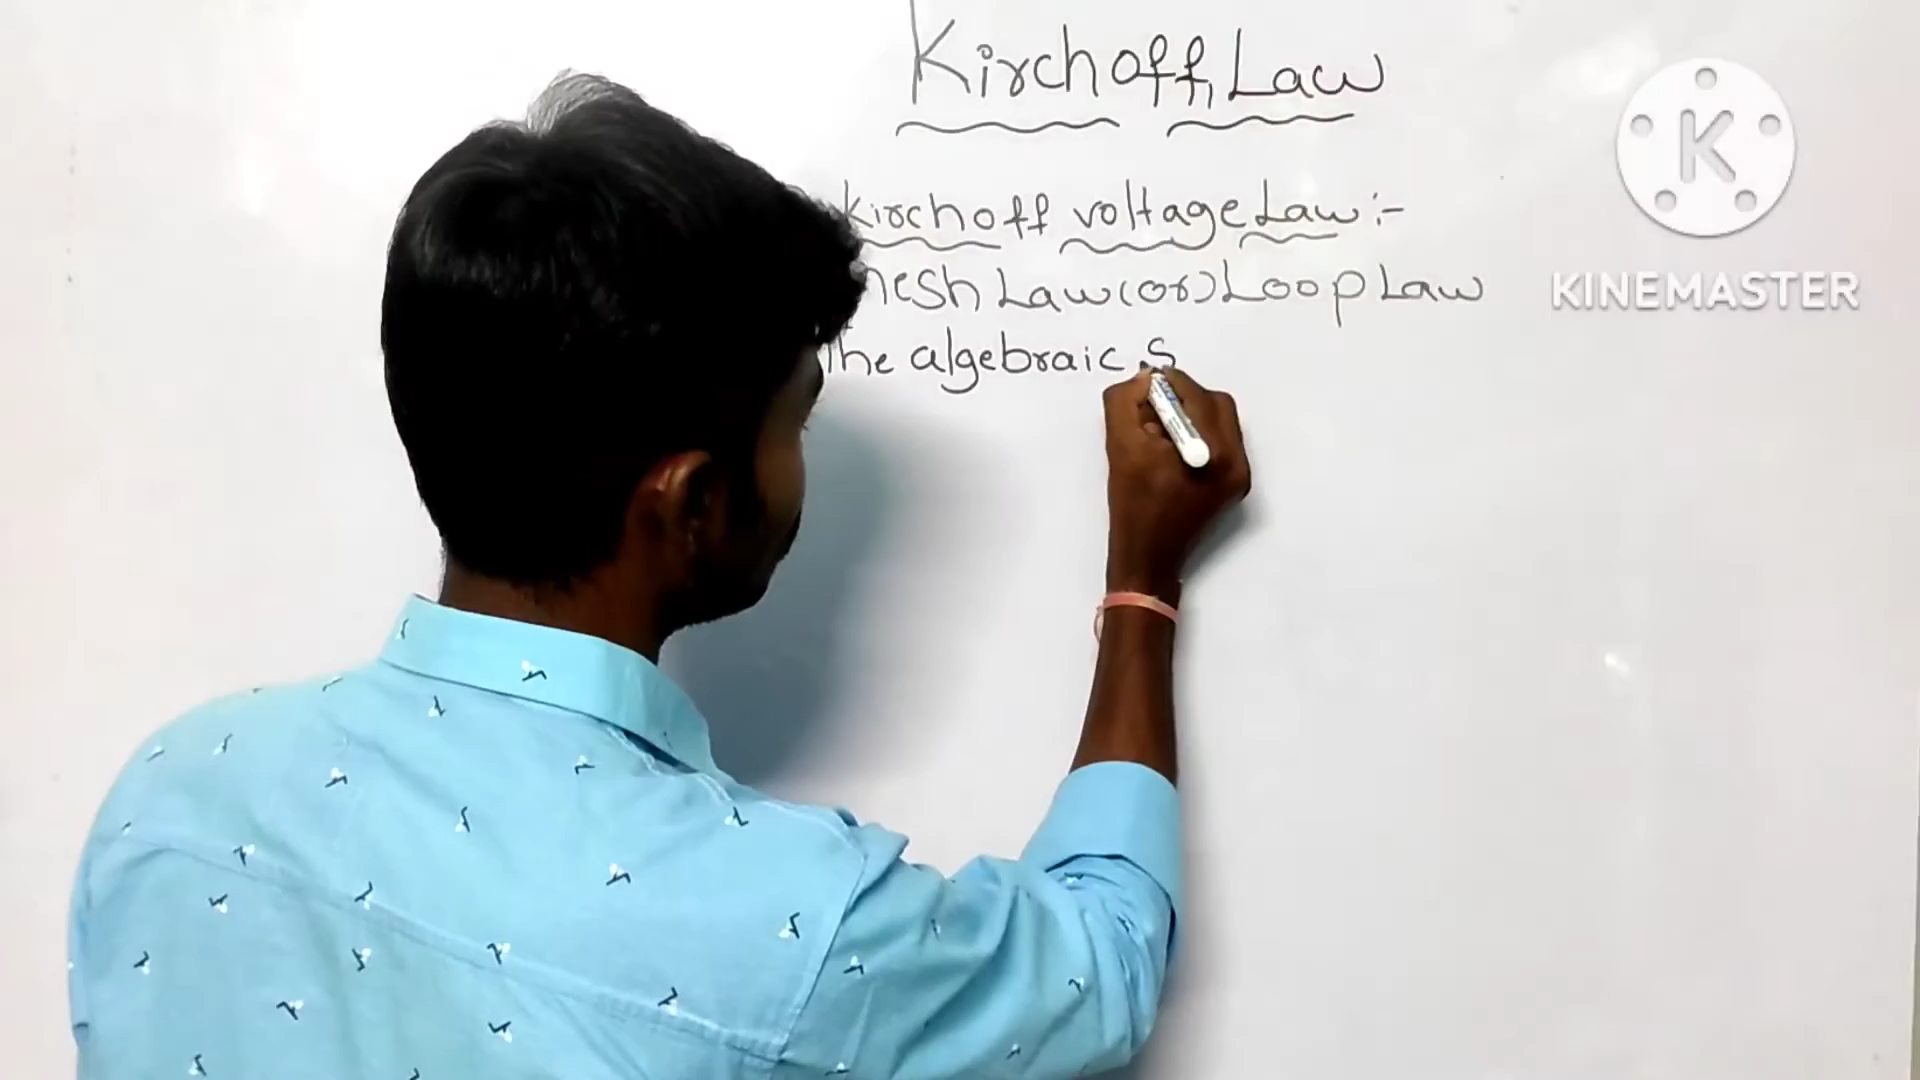 Kirchoff, Law
Kirchoff voltage Law :-
mesh Law (or) Loop Law
The algebraic s
K
KINEMASTER